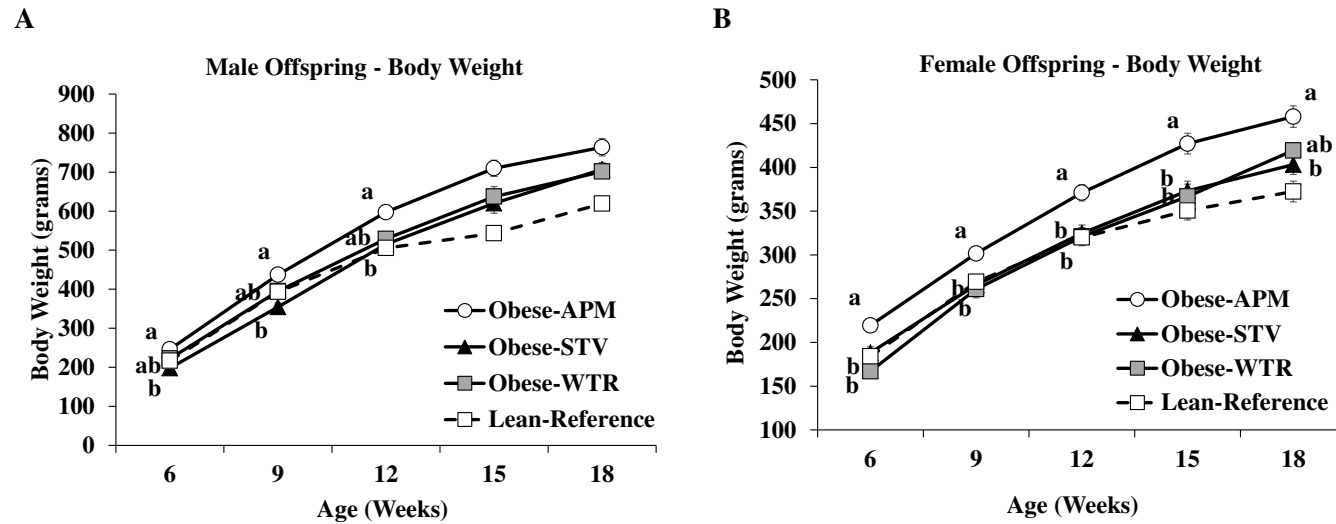 A
Male Offspring - Body Weight
Body Weight (grams)
900
800
700
600
500
400
300
200
100
0
a
ab
b
a
ab
b
a
ab
b
Obese-APM
Obese-STV
Obese-WTR
Lean-Reference
6 9 12 15 18
Age (Weeks)
B
Female Offspring - Body Weight
Body Weight (grams)
500
450
400
350
300
250
200
150
100
a
b
b
a
b
b
a
b
b
a
b
b
a
ab
b
Obese-APM
Obese-STV
Obese-WTR
Lean-Reference
6 9 12 15 18
Age (Weeks)